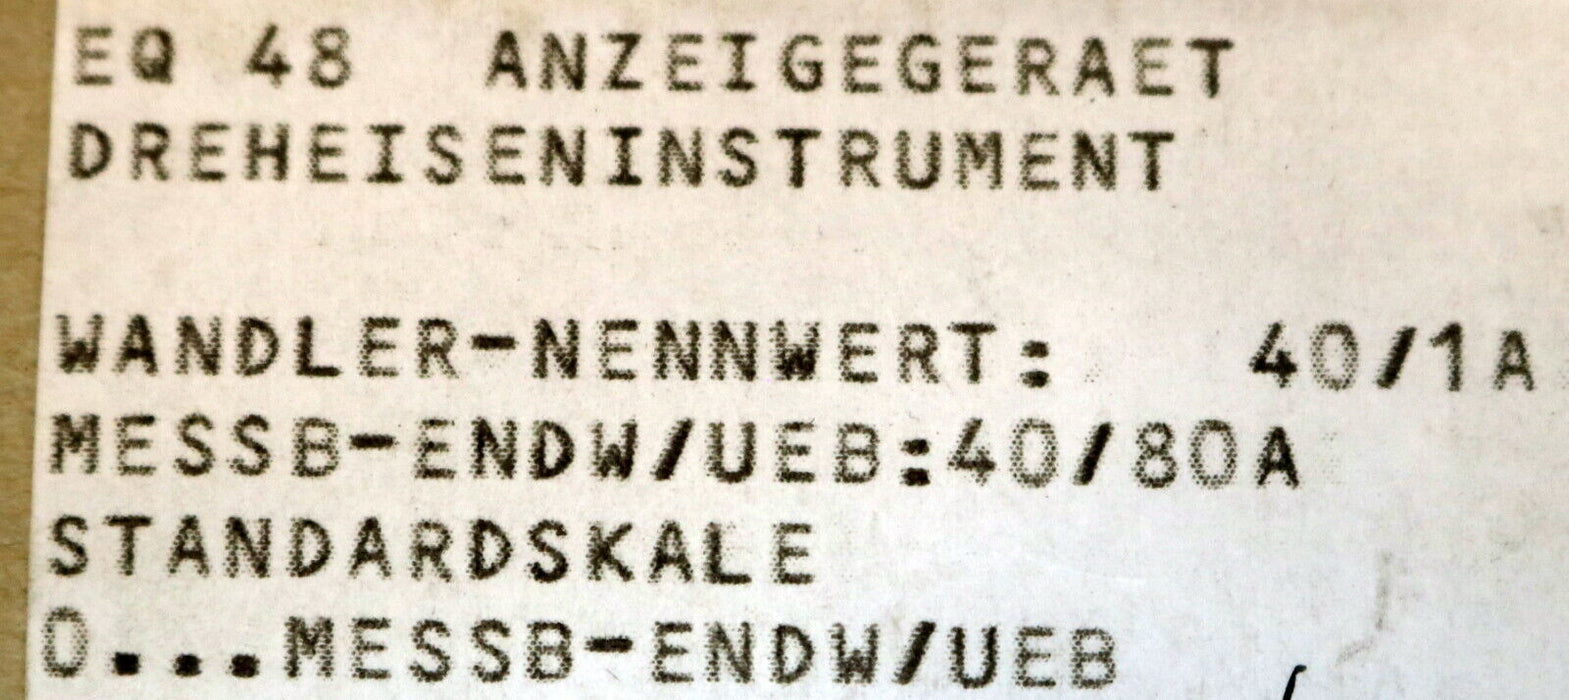 EQ 48 ANZEIGEGERAET
DREHEISENINSTRUMENT
WANDLER-NENNWERT: 40/1A
MESSB-ENDW/UEB:40/80A
STANDARDSKALE
0...MESSB-ENDW/UEB